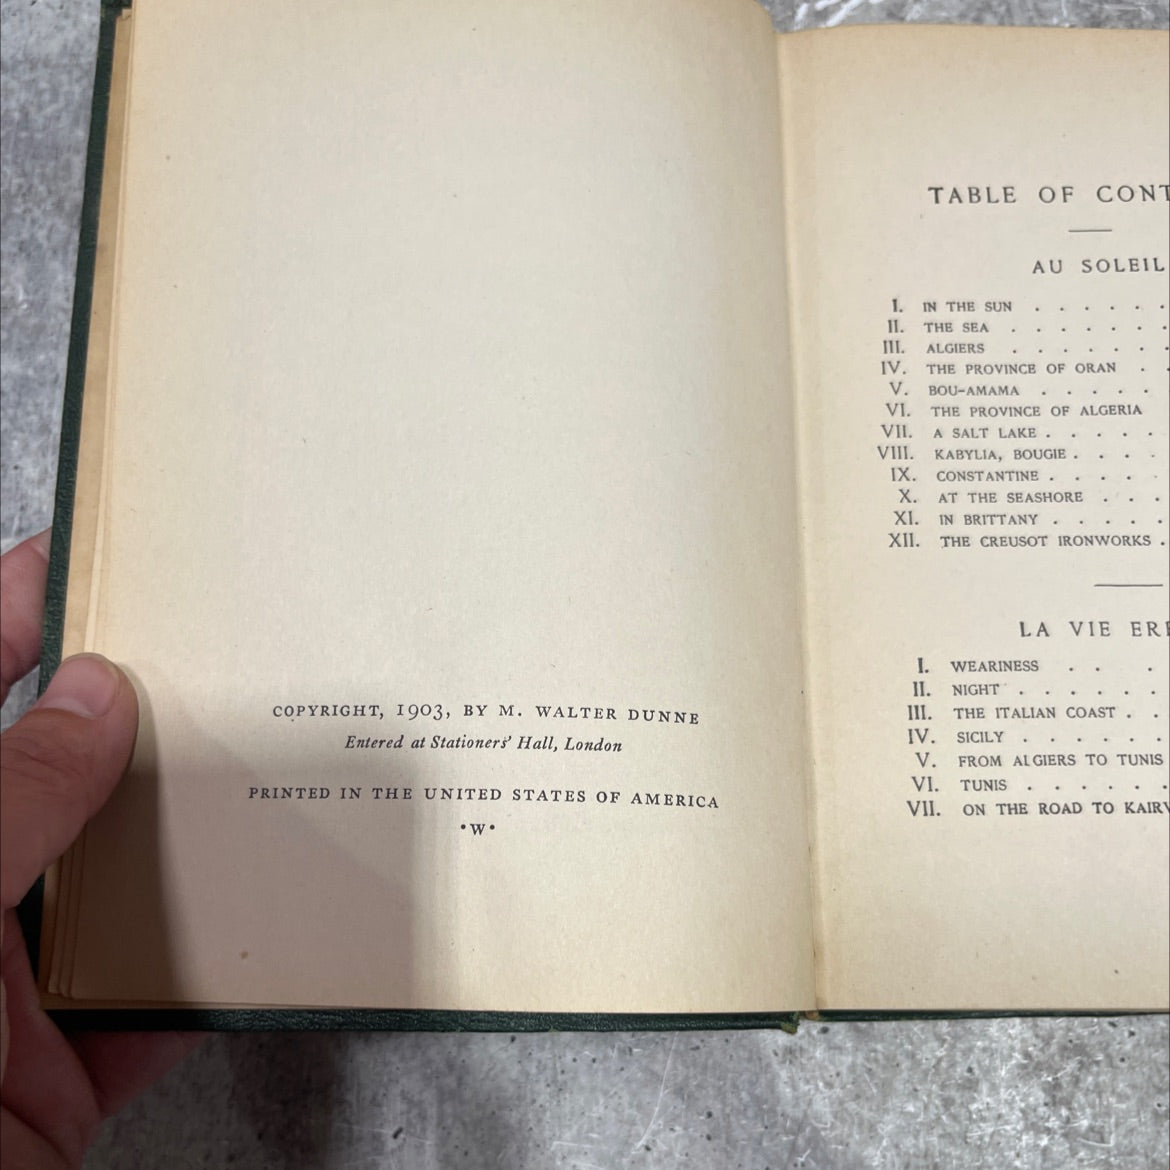 COPYRIGHT, 1903, BY M. WALTER DUNNE
Entered at Stationers' Hall, London
PRINTED IN THE UNITED STATES OF AMERICA
•W•
TABLE OF CONT
AU SOLEIL
I. IN THE SUN . . . . . .
II. THE SEA . . . . . . .
III. ALGIERS . . . . . . .
IV. THE PROVINCE OF ORAN . .
V. BOU-AMAMA . . . . .
VI. THE PROVINCE OF ALGERIA
VII. A SALT LAKE . . . . .
VIII. KABYLIA, BOUGIE . . . .
IX. CONSTANTINE . . . . .
X. AT THE SEASHORE . . .
XI. IN BRITTANY . . . . .
XII. THE CREUSOT IRONWORKS .
LA VIE ERR
I. WEARINESS . . .
II. NIGHT . . . . . .
III. THE ITALIAN COAST . .
IV. SICILY . . . . . .
V. FROM ALGIERS TO TUNIS
VI. TUNIS . . . . . .
VII. ON THE ROAD TO KAIRV